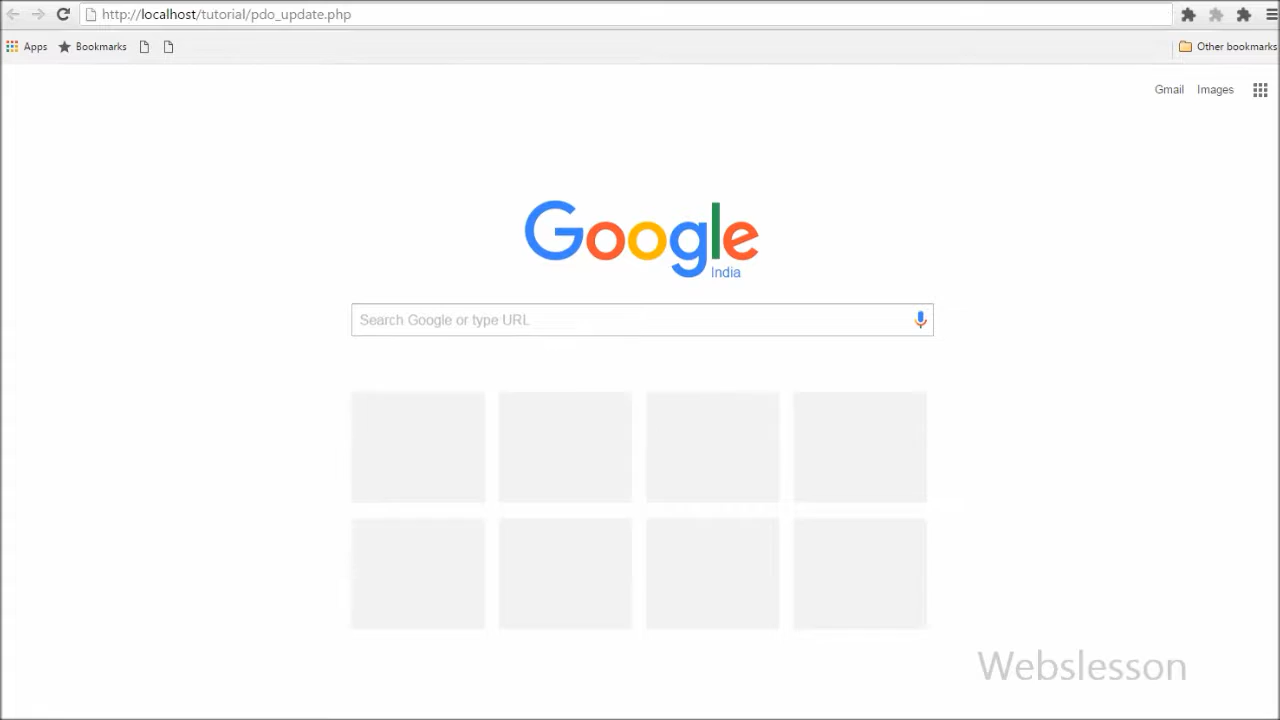 http://localhost/tutorial/pdo_update.php
Apps Bookmarks Other bookmarks
Gmail Images
Google
India
Search Google or type URL
Webslesson